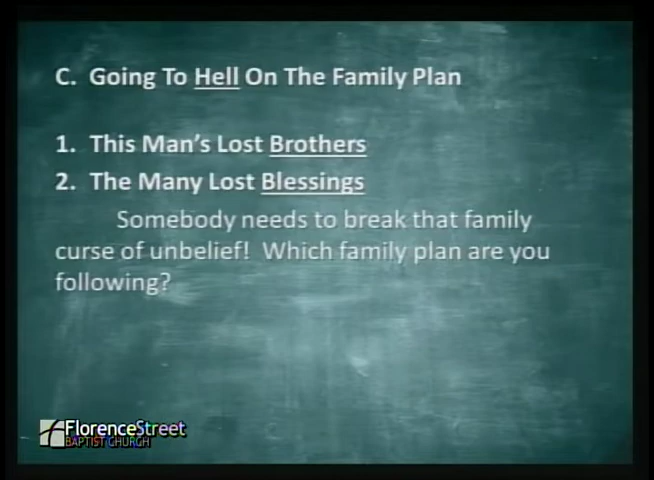 C. Going To Hell On The Family Plan
1. This Man's Lost Brothers
2. The Many Lost Blessings
Somebody needs to break that family
curse of unbelief! Which family plan are you
following?
FlorenceStreet
BAPTIST CHURCH